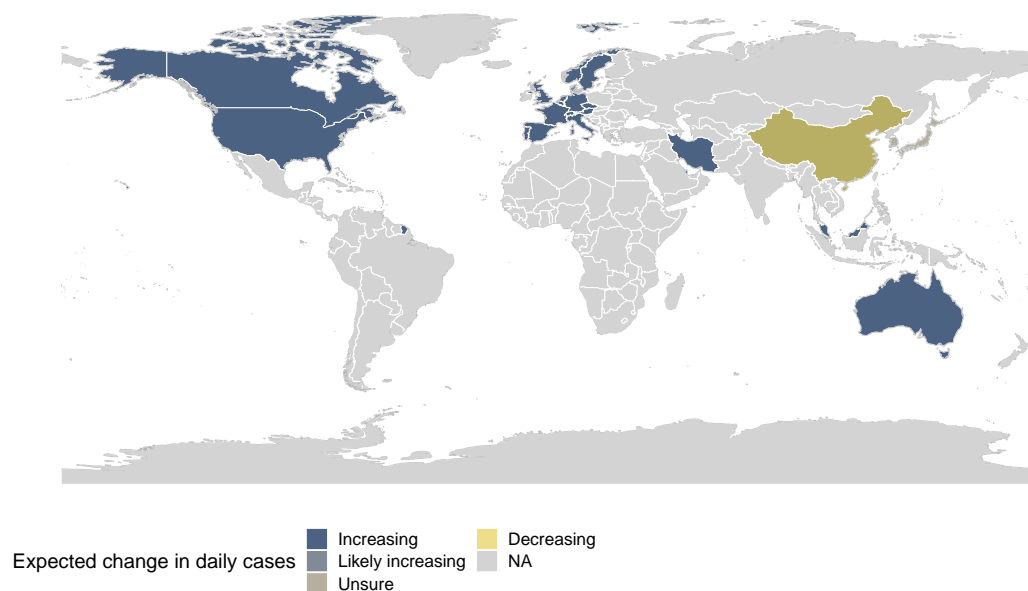 Expected change in daily cases
Increasing
Likely increasing
Unsure
Decreasing
NA